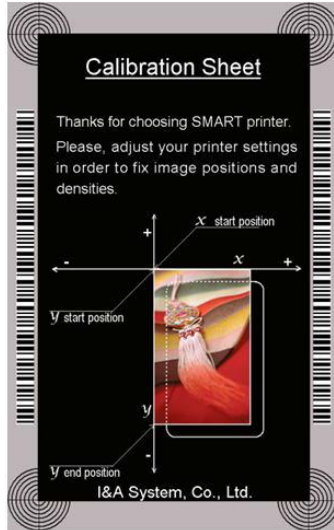 Calibration Sheet
Thanks for choosing SMART printer.
Please, adjust your printer settings
in order to fix image positions and
densities.
x start position
+
- x +
y start position
y
y end position
-
I&A System, Co., Ltd.